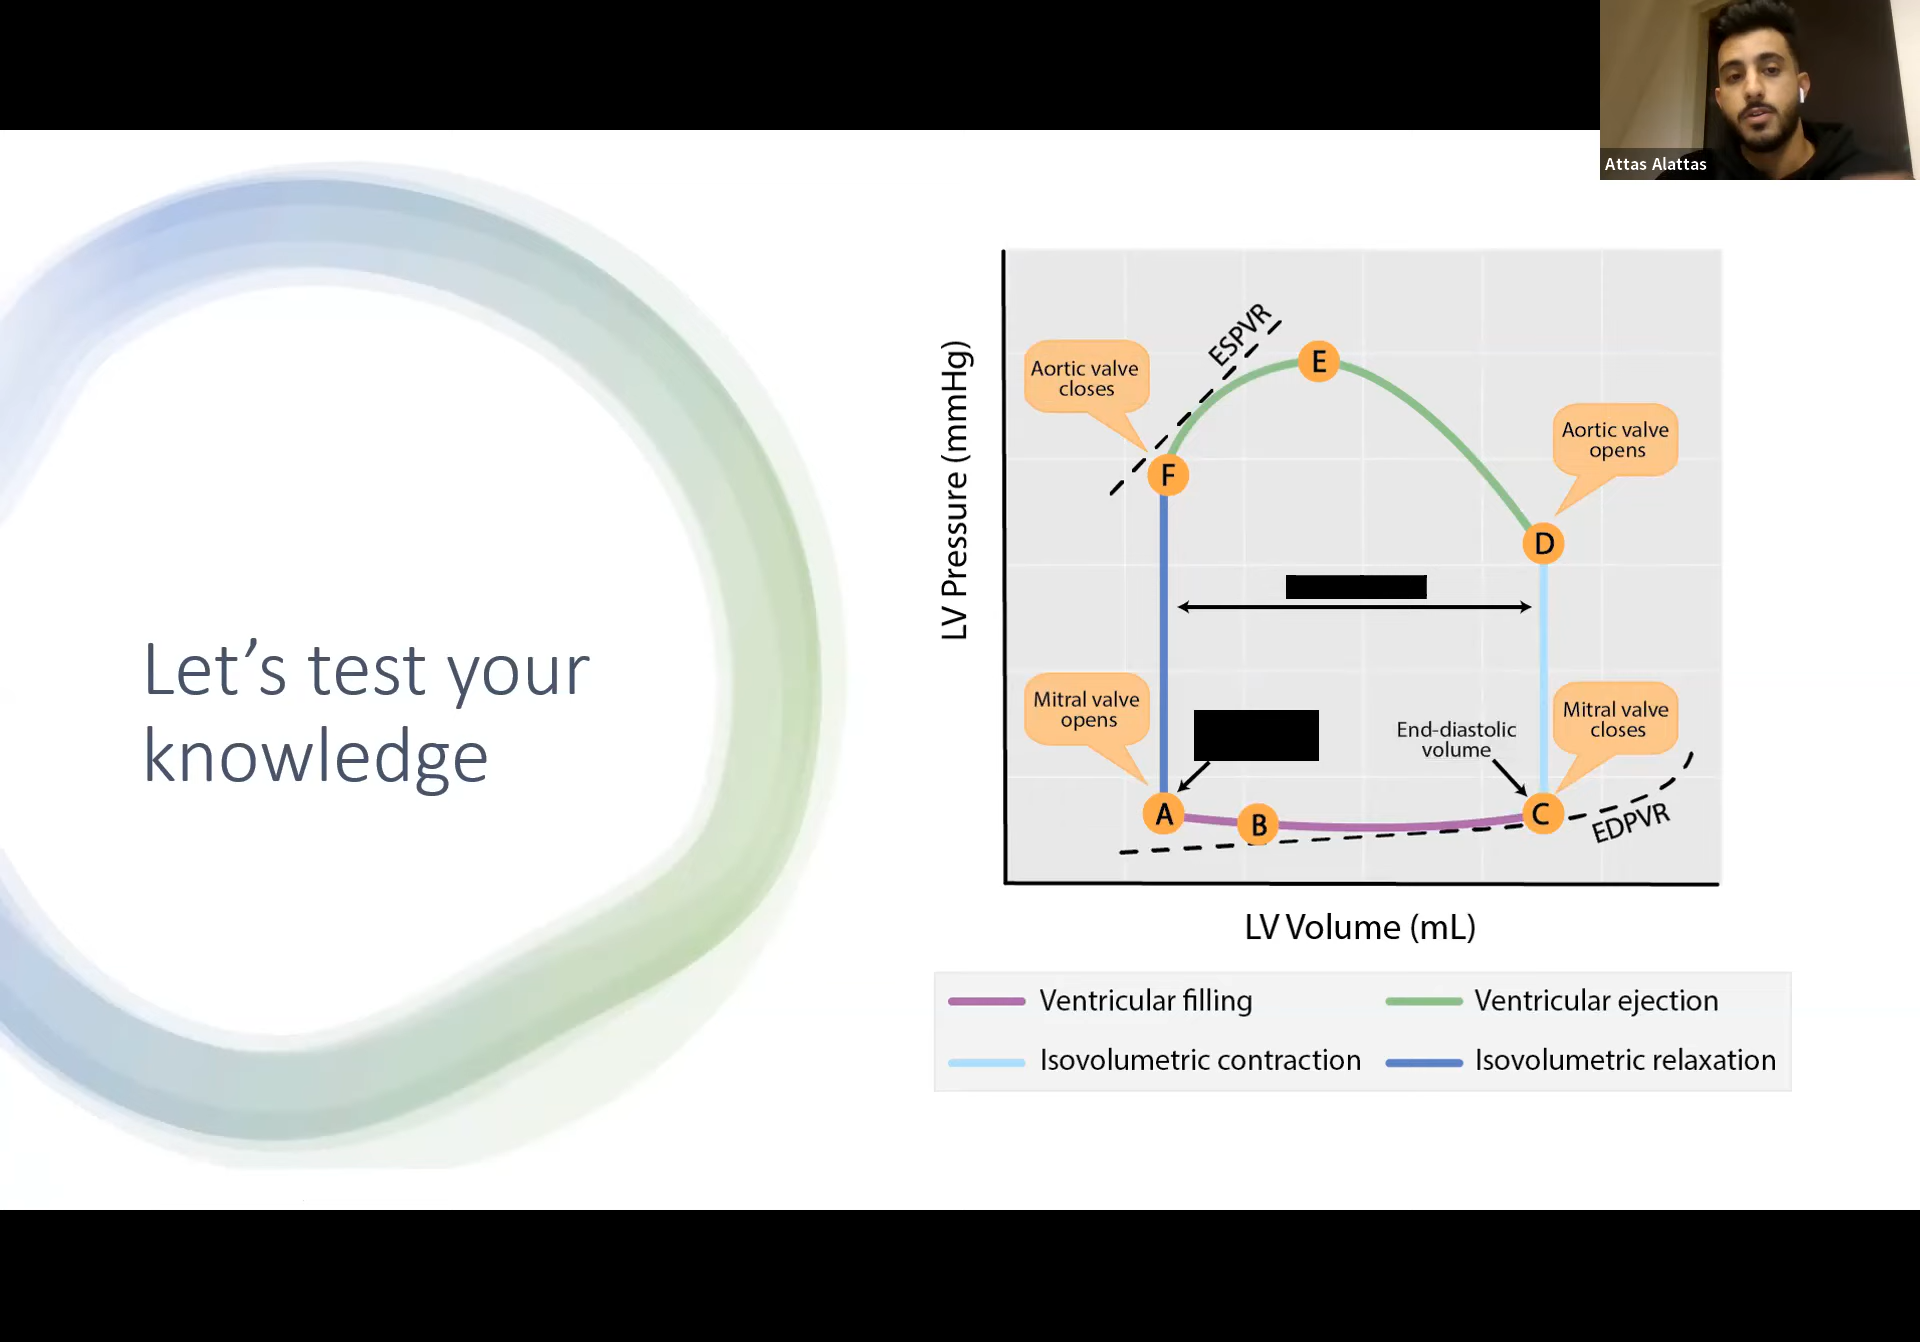 Attas Alattas
Let's test your
knowledge
LV Pressure (mmHg)
ESPVR
E
Aortic valve
closes
F
Aortic valve
opens
D
Mitral valve
opens
End-diastolic
volume
Mitral valve
closes
A
B
C
EDPVR
LV Volume (mL)
Ventricular filling
Ventricular ejection
Isovolumetric contraction
Isovolumetric relaxation